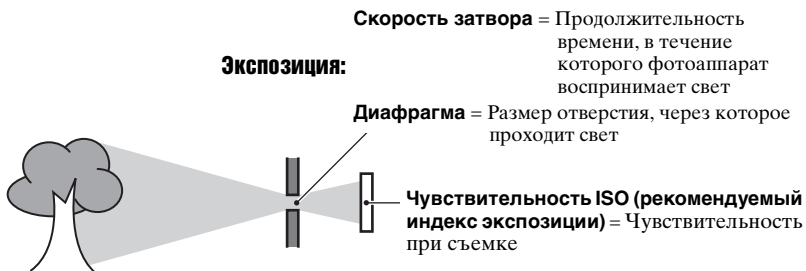 Скорость затвора = Продолжительность
времени, в течение
которого фотоаппарат
воспринимает свет
Экспозиция:
Диафрагма = Размер отверстия, через которое
проходит свет
Чувствительность ISO (рекомендуемый
индекс экспозиции) = Чувствительность
при съемке